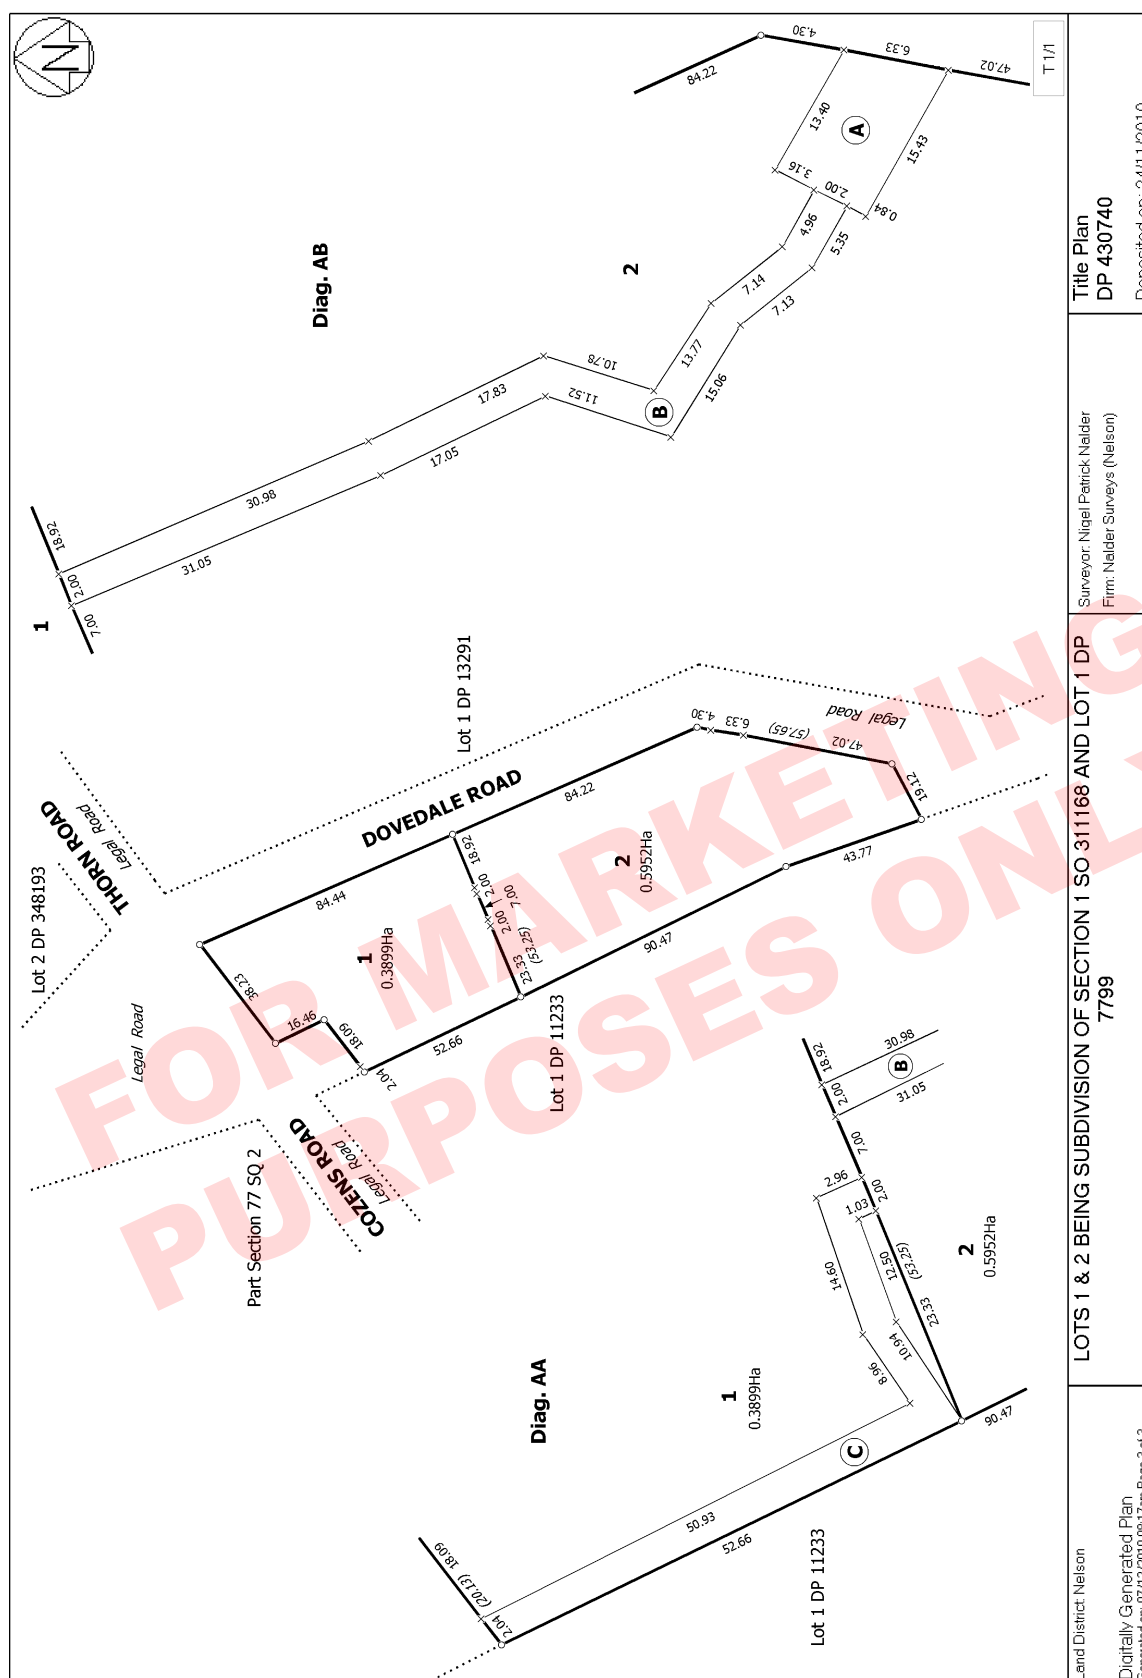 N
T 1/1
Diag. AB
1
2
A
B
18.92
2.00
7.00
30.98
31.05
17.83
17.05
10.78
11.52
13.77
15.06
7.14
7.13
4.96
5.35
3.16
2.00
0.84
13.40
15.43
84.22
4.30
6.33
47.02
Lot 2 DP 348193
THORN ROAD
Legal Road
Lot 1 DP 13291
DOVEDALE ROAD
Legal Road
Legal Road
84.44
84.22
38.23
16.46
18.09
2.04
52.66
1
0.3899Ha
18.92
2.00
7.00
2.00
23.33
(53.25)
2
0.5952Ha
4.30
6.33
(57.65)
47.02
19.12
43.77
90.47
Lot 1 DP 11233
COZENS ROAD
Legal Road
Part Section 77 SQ 2
Diag. AA
1
0.3899Ha
2
0.5952Ha
B
C
18.92
2.00
7.00
2.00
30.98
31.05
2.96
1.03
14.60
12.50
(53.25)
23.33
10.94
8.96
90.47
50.93
52.66
18.09
(20.13)
2.04
Lot 1 DP 11233
FOR MARKETING
PURPOSES ONLY
Land District: Nelson
Digitally Generated Plan
LOTS 1 & 2 BEING SUBDIVISION OF SECTION 1 SO 311168 AND LOT 1 DP
7799
Surveyor: Nigel Patrick Nalder
Firm: Nalder Surveys (Nelson)
Title Plan
DP 430740
Deposited on: 24/11/2010